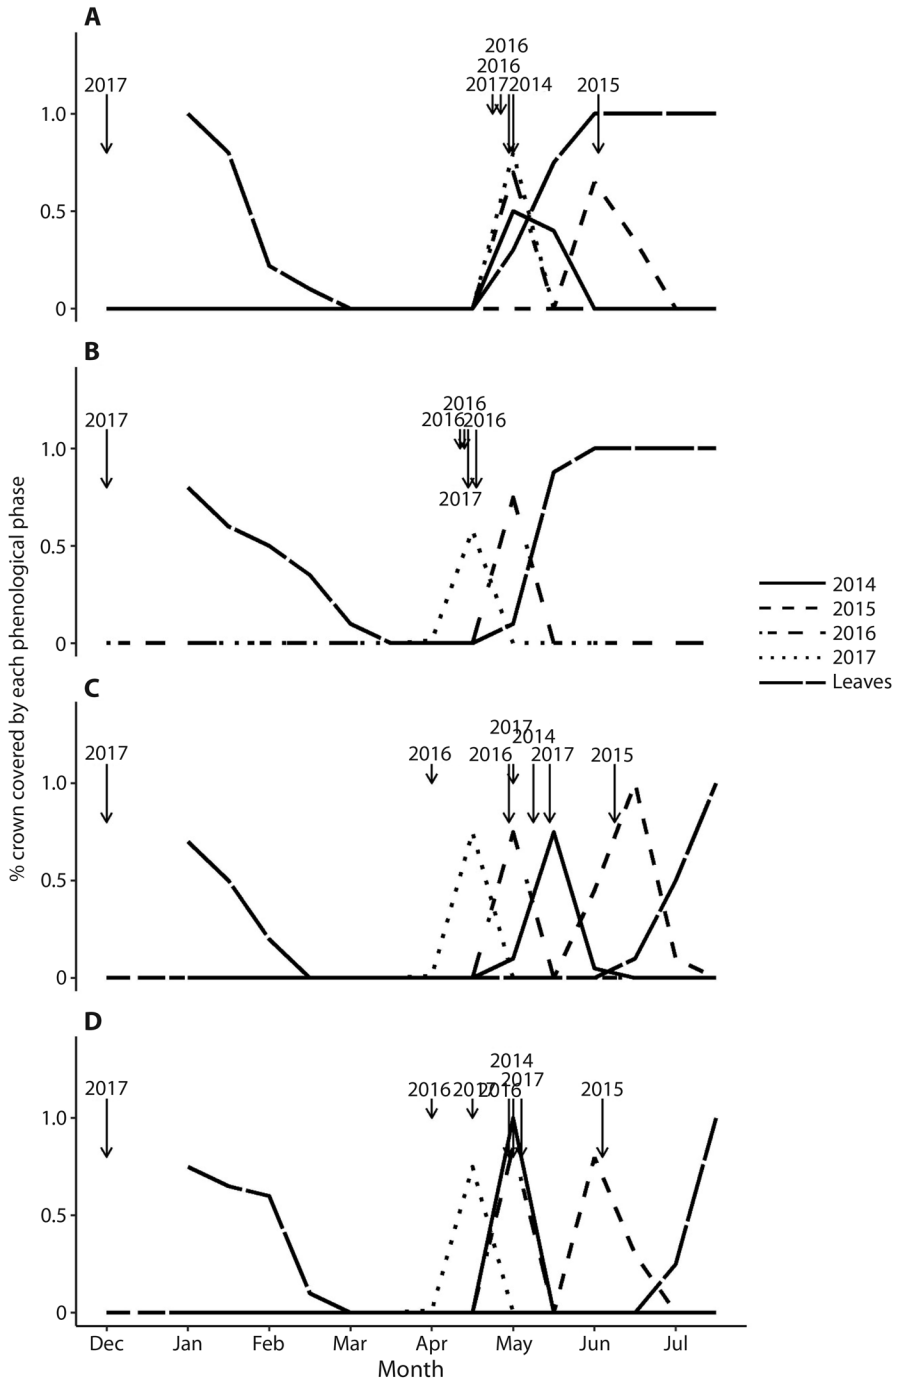 A
2016
2016
2017 2017 2014 2015
1.0
0.5
0
B
2016
2017 2016 2016
1.0
2017
0.5
0
C
2017
2014
2017 2016 2016 2017 2015
1.0
0.5
0
D
2014
2017
2017 2016 2017 2016 2015
1.0
0.5
0
Dec Jan Feb Mar Apr May Jun Jul
Month
% crown covered by each phenological phase
2014
2015
2016
2017
Leaves